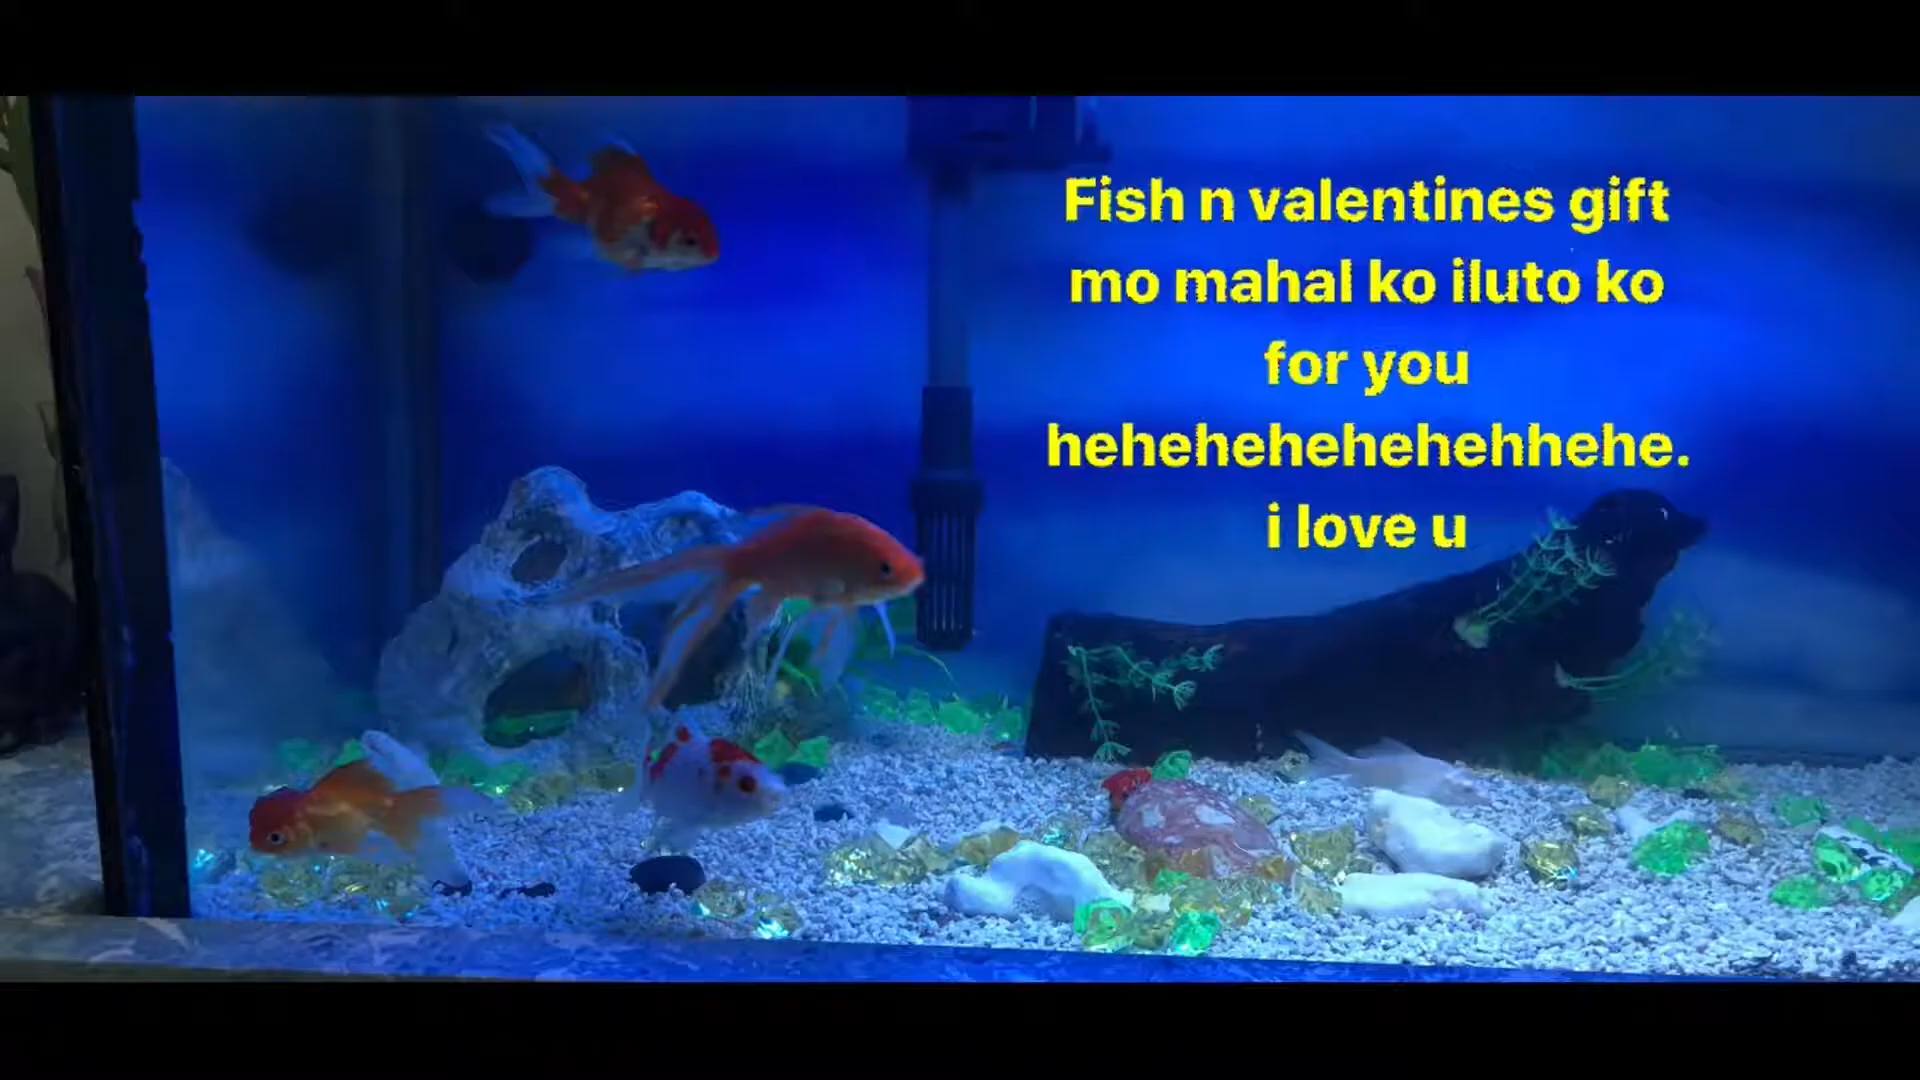 Fish n valentines gift
mo mahal ko iluto ko
for you
hehehehehehehhehe.
i love u